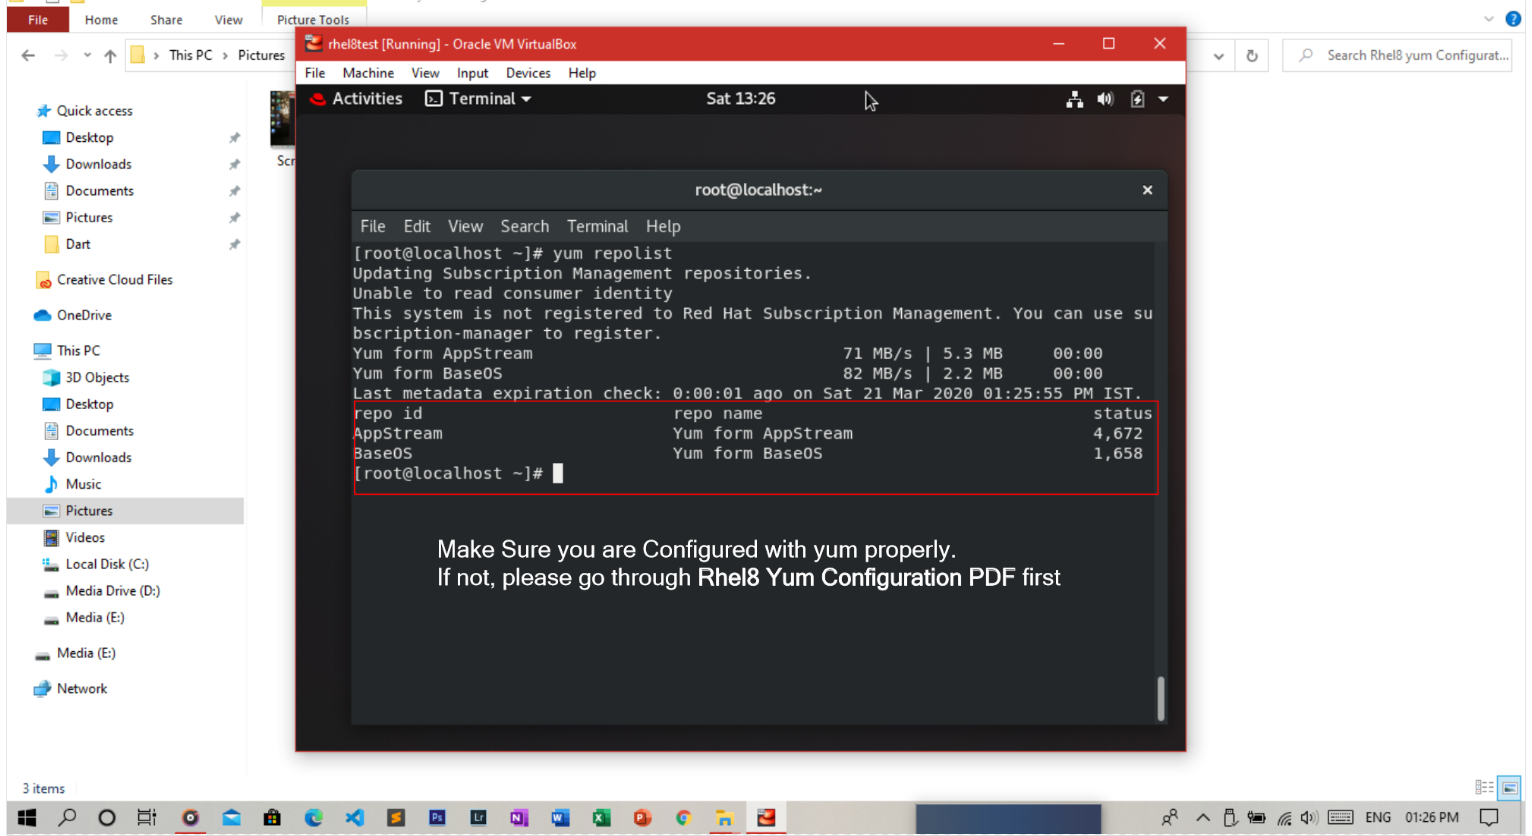 File Home Share View Picture Tools
This PC > Pictures
Search Rhel8 yum Configurat...
Quick access
Desktop
Downloads
Documents
Pictures
Dart
Creative Cloud Files
OneDrive
This PC
3D Objects
Desktop
Documents
Downloads
Music
Pictures
Videos
Local Disk (C:)
Media Drive (D:)
Media (E:)
Media (E:)
Network
3 items
Scr
rhel8test [Running] - Oracle VM VirtualBox
File Machine View Input Devices Help
Activities Terminal Sat 13:26
root@localhost:~
File Edit View Search Terminal Help
[root@localhost ~]# yum repolist
Updating Subscription Management repositories.
Unable to read consumer identity
This system is not registered to Red Hat Subscription Management. You can use su
bscription-manager to register.
Yum form AppStream 71 MB/s | 5.3 MB 00:00
Yum form BaseOS 82 MB/s | 2.2 MB 00:00
Last metadata expiration check: 0:00:01 ago on Sat 21 Mar 2020 01:25:55 PM IST.
repo id repo name status
AppStream Yum form AppStream 4,672
BaseOS Yum form BaseOS 1,658
[root@localhost ~]#
Make Sure you are Configured with yum properly.
If not, please go through Rhel8 Yum Configuration PDF first
Ps Lr
ENG 01:26 PM